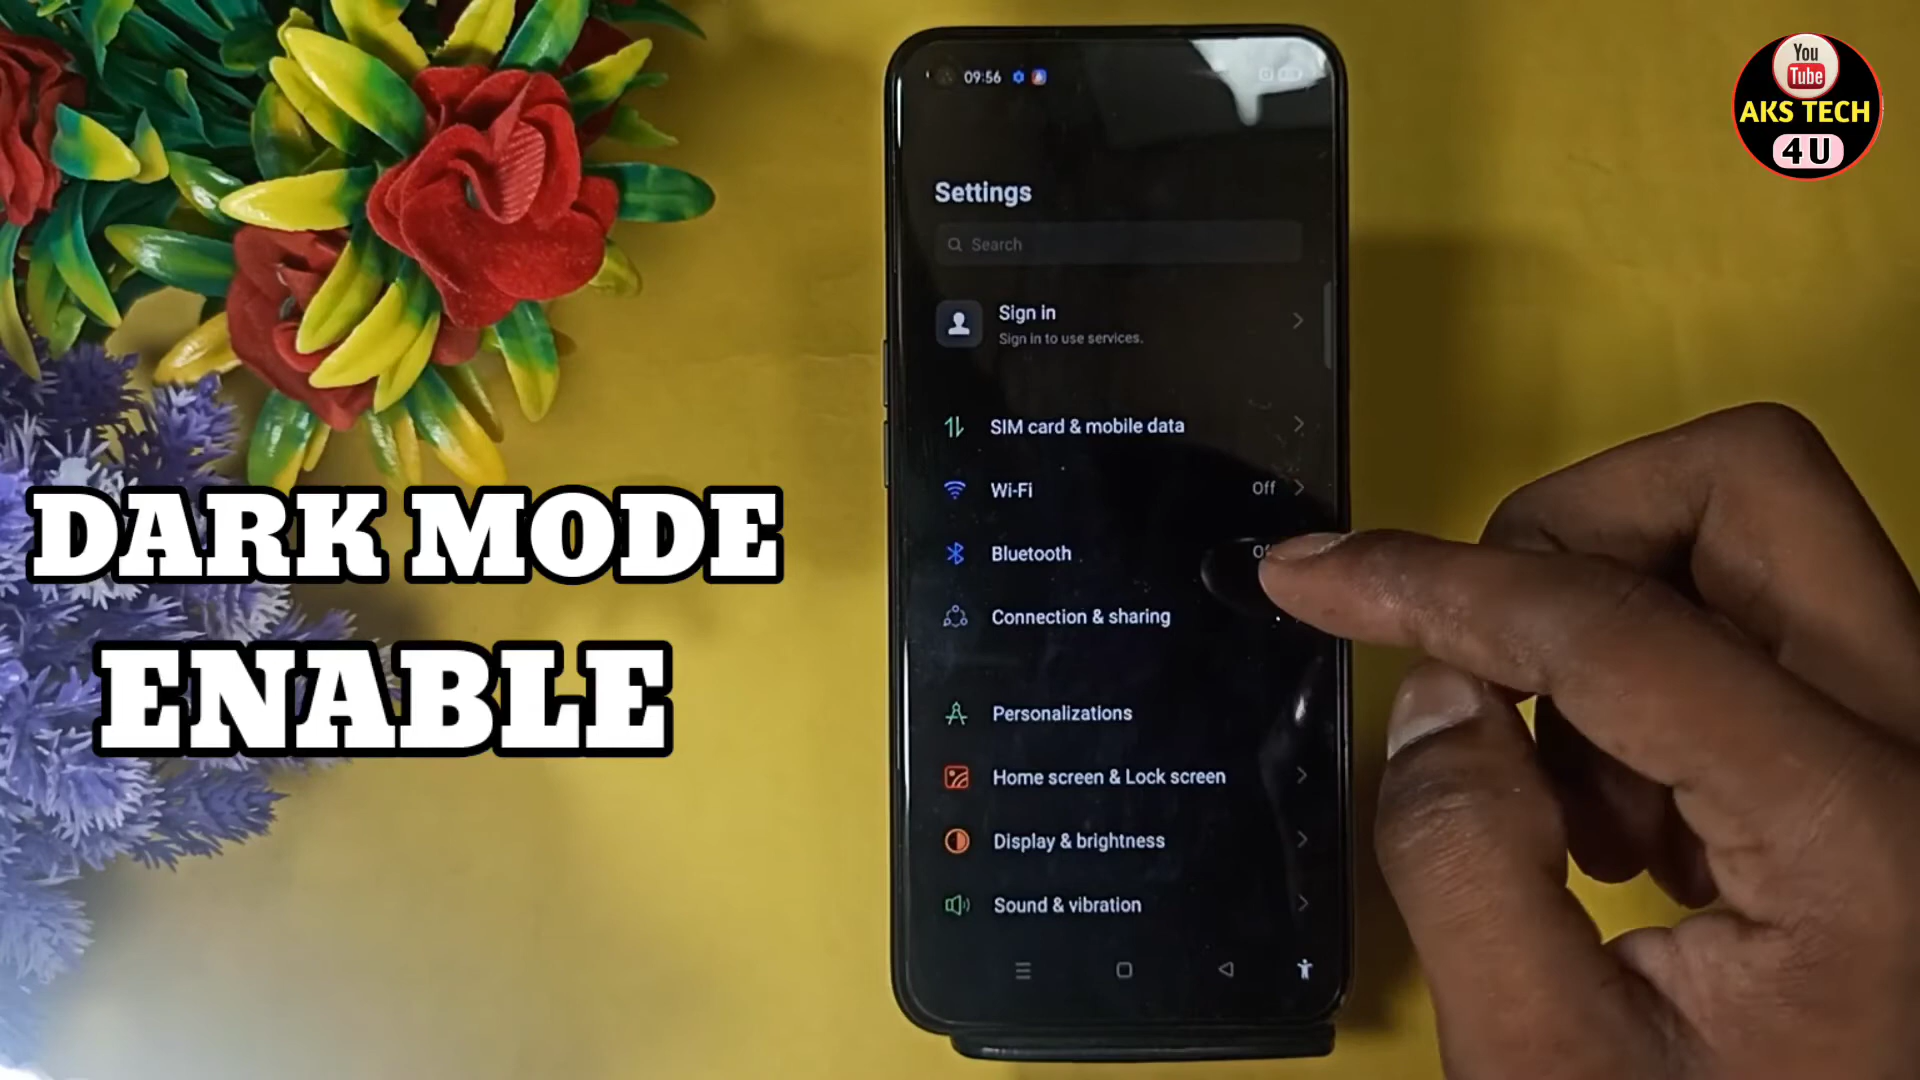 You
Tube
AKS TECH
4 U
09:56
Settings
Search
Sign in
Sign in to use services.
SIM card & mobile data
Wi-Fi
Off
Bluetooth
Connection & sharing
Personalizations
Home screen & Lock screen
Display & brightness
Sound & vibration
DARK MODE
ENABLE